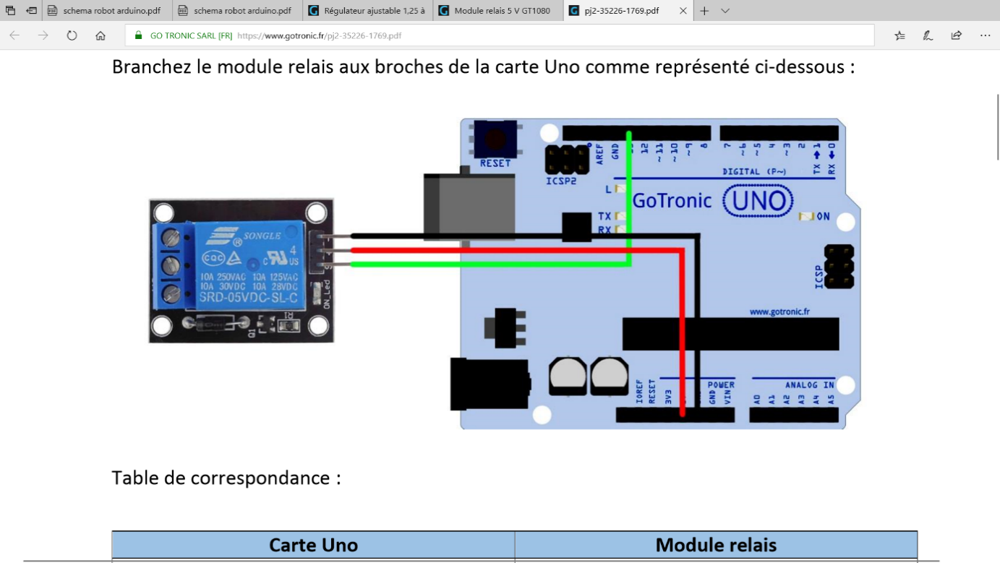 schema robot arduino.pdf
schema robot arduino.pdf
Régulateur ajustable 1,25 à
Module relais 5 V GT1080
pj2-35226-1769.pdf
GO TRONIC SARL [FR] https://www.gotronic.fr/pj2-35226-1769.pdf
Branchez le module relais aux broches de la carte Uno comme représenté ci-dessous :
RESET
ICSP2
AREF
GND
12
~11
~10
~9
8
7
~6
~5
4
~3
2
TX 1
RX 0
DIGITAL (P~)
L
GoTronic UNO
TX
RX
ON
ICSP
SONGLE
®
CQC
C US
4
10A 250VAC 10A 125VAC
10A 30VDC 10A 28VDC
SRD-05VDC-SL-C
ON_Led
R1
Q1
www.gotronic.fr
POWER
ANALOG IN
IOREF
RESET
3V3
GND
VIN
A0
A1
A2
A3
A4
A5
Table de correspondance :
Carte Uno
Module relais